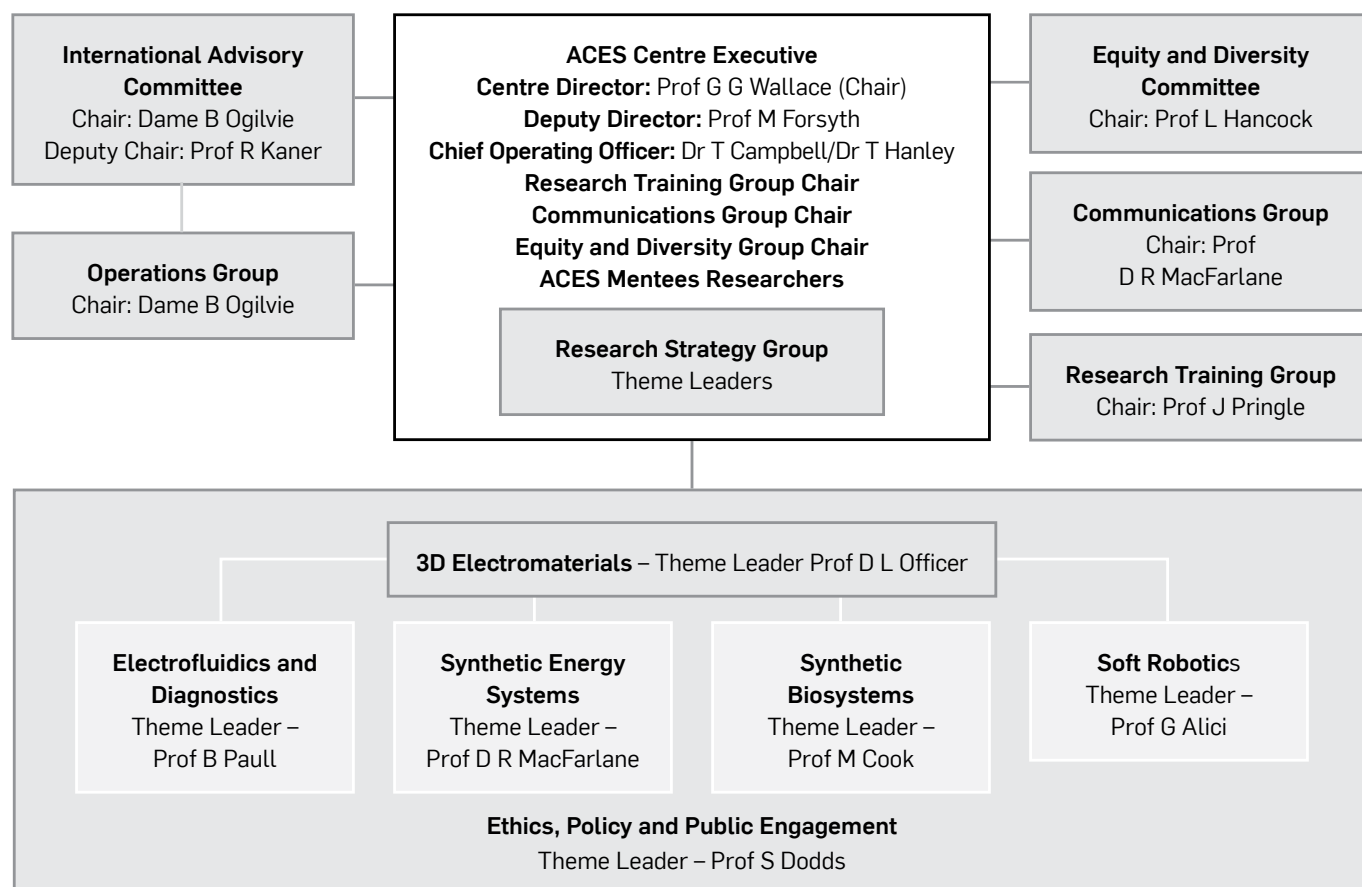 International Advisory
Committee
Chair: Dame B Ogilvie
Deputy Chair: Prof R Kaner
Operations Group
Chair: Dame B Ogilvie
ACES Centre Executive
Centre Director: Prof G G Wallace (Chair)
Deputy Director: Prof M Forsyth
Chief Operating Officer: Dr T Campbell/Dr T Hanley
Research Training Group Chair
Communications Group Chair
Equity and Diversity Group Chair
ACES Mentees Researchers
Research Strategy Group
Theme Leaders
Equity and Diversity
Committee
Chair: Prof L Hancock
Communications Group
Chair: Prof
D R MacFarlane
Research Training Group
Chair: Prof J Pringle
3D Electromaterials – Theme Leader Prof D L Officer
Electrofluidics and
Diagnostics
Theme Leader –
Prof B Paull
Synthetic Energy
Systems
Theme Leader –
Prof D R MacFarlane
Synthetic
Biosystems
Theme Leader –
Prof M Cook
Soft Robotics
Theme Leader –
Prof G Alici
Ethics, Policy and Public Engagement
Theme Leader – Prof S Dodds